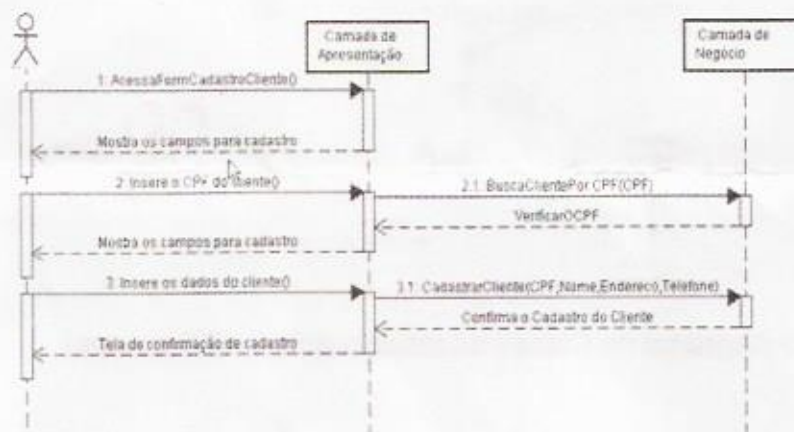 Camada de
Apresentação
Camada de
Negócio
1: AcessaFormCadastroCliente()
Mostra os campos para cadastro
2: Insere o CPF do cliente()
2.1: BuscaClientePor CPF(CPF)
VerificarOCPF
Mostra os campos para cadastro
3: Insere os dados do cliente()
3.1: CadastrarCliente(CPF,Name,Endereco,Telefone)
Confirma o Cadastro do Cliente
Tela de confirmação de cadastro